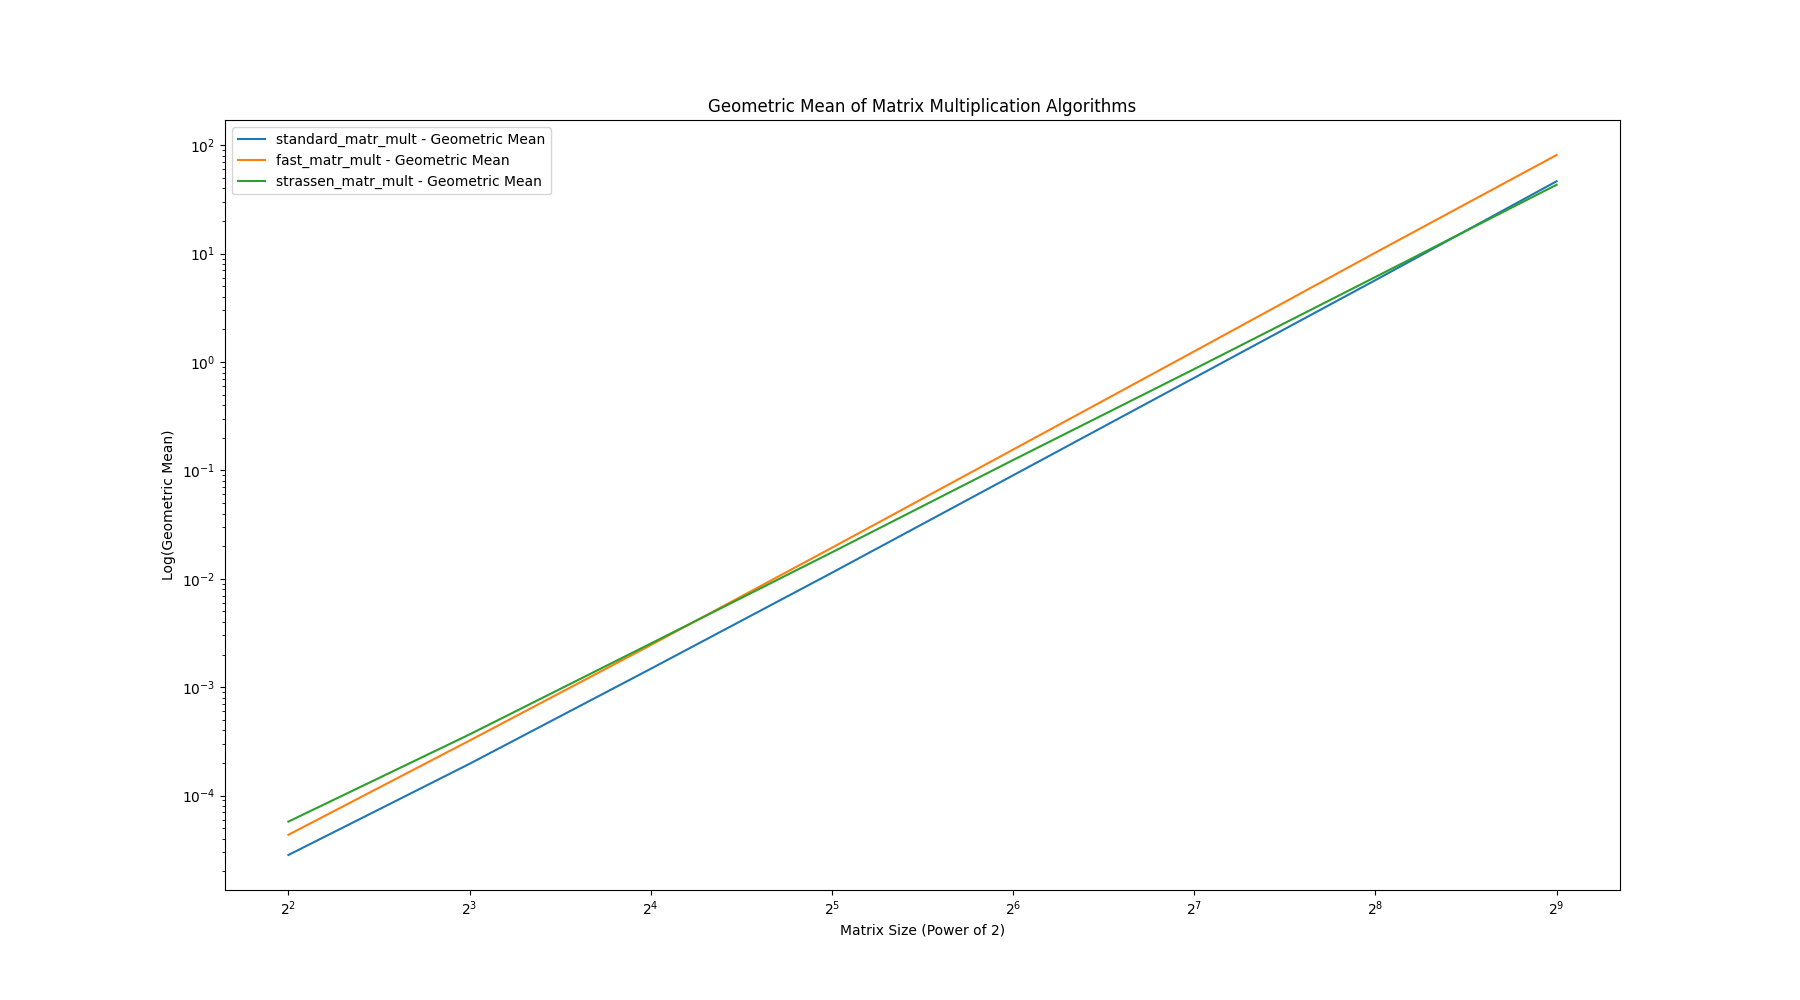 Geometric Mean of Matrix Multiplication Algorithms
standard_matr_mult - Geometric Mean
fast_matr_mult - Geometric Mean
strassen_matr_mult - Geometric Mean
Log(Geometric Mean)
10²
10¹
10⁰
10⁻¹
10⁻²
10⁻³
10⁻⁴
2² 2³ 2⁴ 2⁵ 2⁶ 2⁷ 2⁸ 2⁹
Matrix Size (Power of 2)